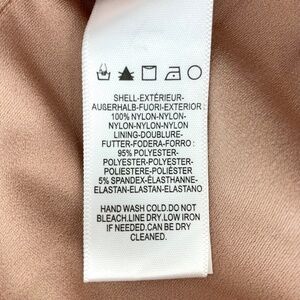 SHELL-EXTÉRIEUR-
AUßERHALB-FUORI-EXTERIOR :
100% NYLON-NYLON-
NYLON-NYLON-NYLON
LINING-DOUBLURE-
FUTTER-FODERA-FORRO :
95% POLYESTER-
POLYESTER-POLYESTER-
POLIESTERE-POLIÉSTER
5% SPANDEX-ÉLASTHANNE-
ELASTAN-ELASTAN-ELASTANO
HAND WASH COLD.DO NOT
BLEACH.LINE DRY.LOW IRON
IF NEEDED.CAN BE DRY
CLEANED.